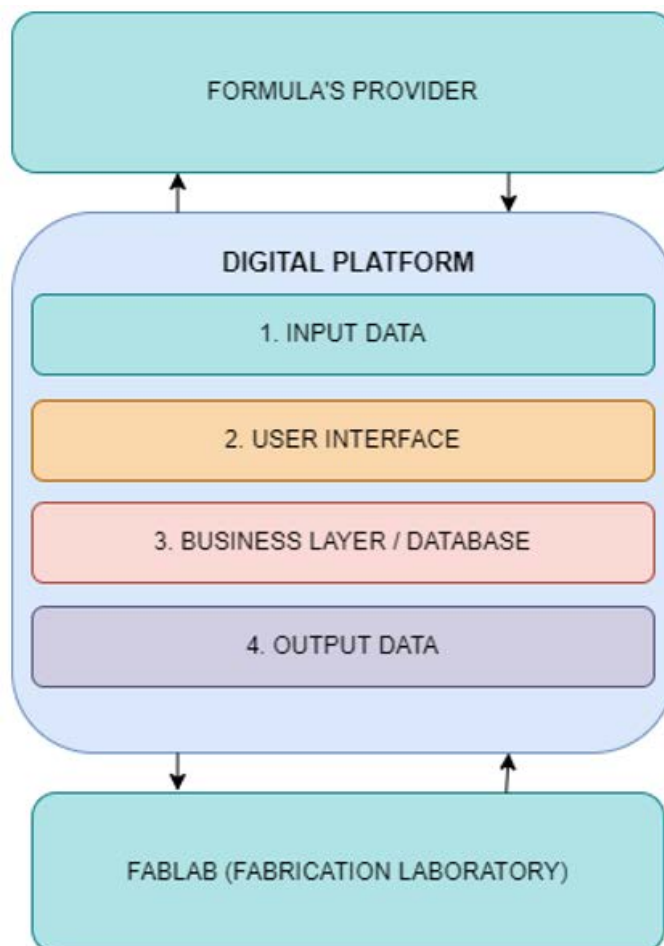 FORMULA'S PROVIDER
DIGITAL PLATFORM
1. INPUT DATA
2. USER INTERFACE
3. BUSINESS LAYER / DATABASE
4. OUTPUT DATA
FABLAB (FABRICATION LABORATORY)